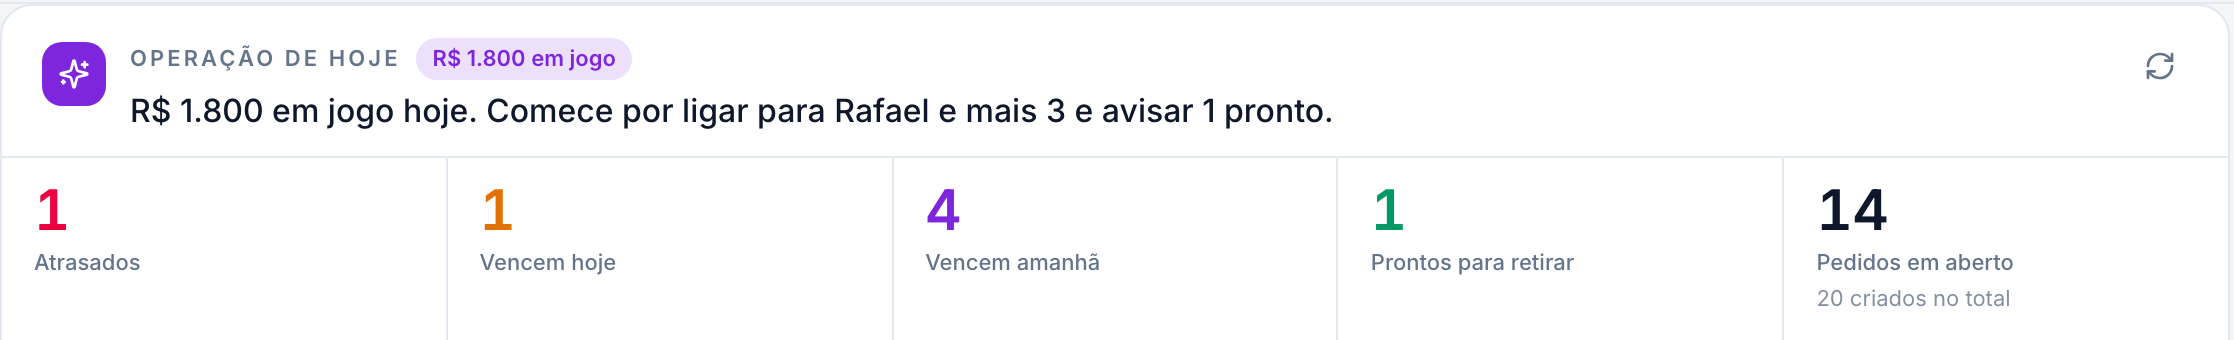 OPERAÇÃO DE HOJE R$ 1.800 em jogo
R$ 1.800 em jogo hoje. Comece por ligar para Rafael e mais 3 e avisar 1 pronto.
1
Atrasados
1
Vencem hoje
4
Vencem amanhã
1
Prontos para retirar
14
Pedidos em aberto
20 criados no total